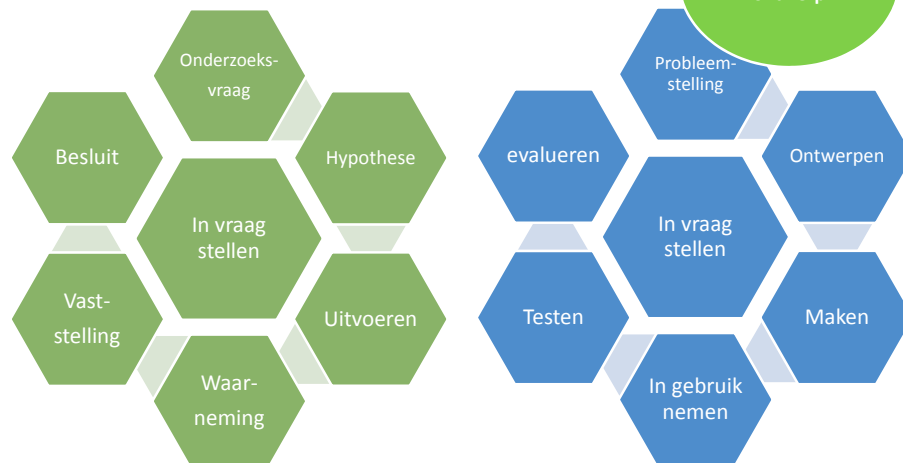 Onderzoeks-
vraag
Hypothese
Uitvoeren
Waar-
neming
Vast-
stelling
Besluit
In vraag
stellen
Probleem-
stelling
Ontwerpen
Maken
In gebruik
nemen
Testen
evalueren
In vraag
stellen